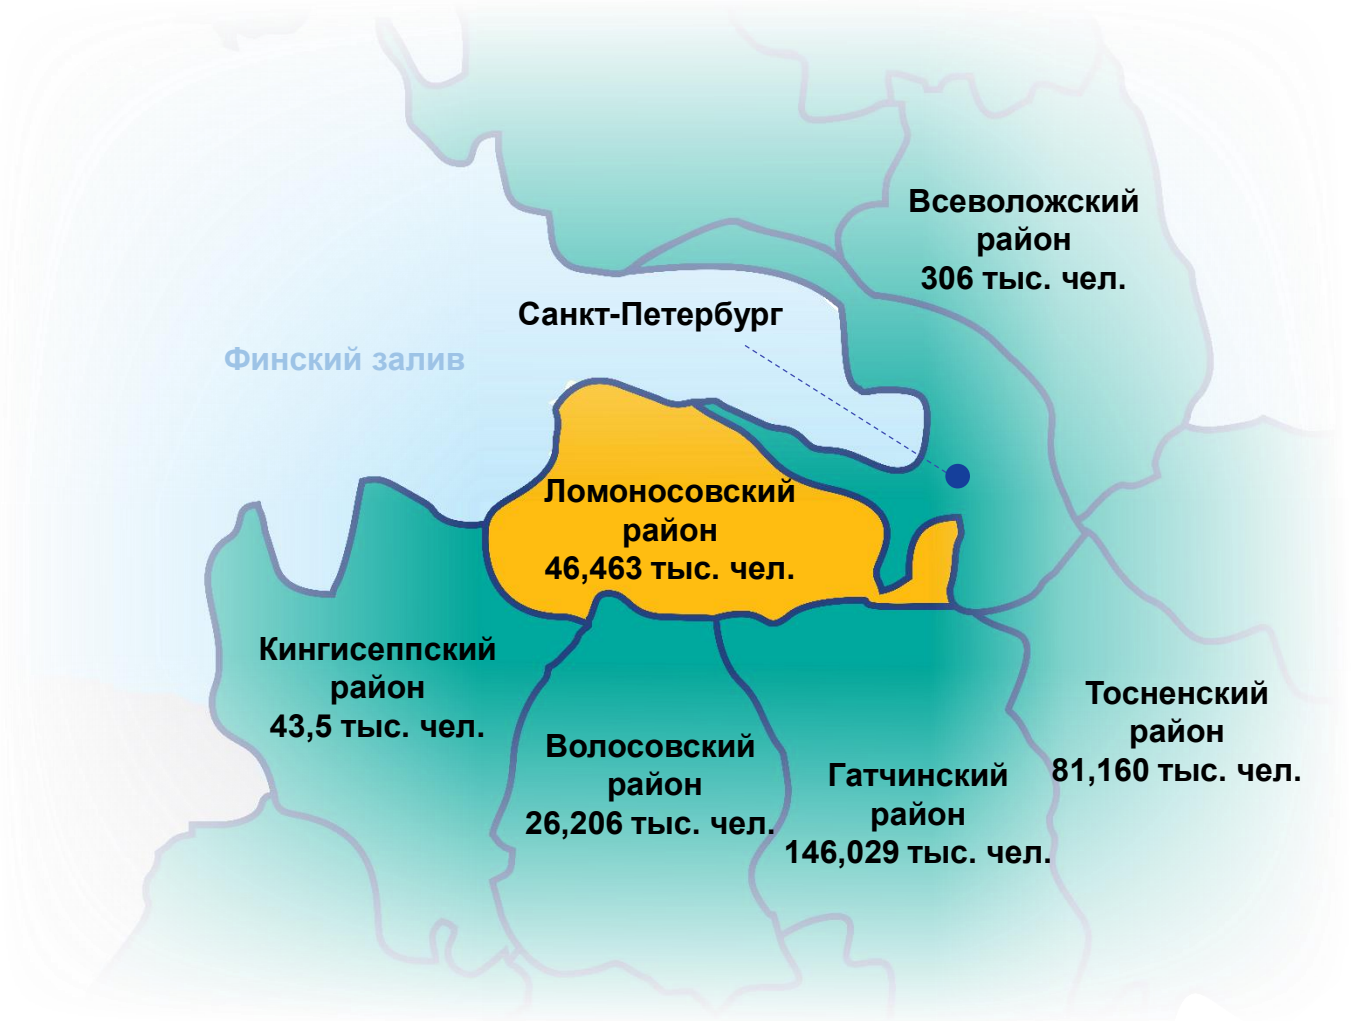 Всеволожский
район
306 тыс. чел.
Санкт-Петербург
Финский залив
Ломоносовский
район
46,463 тыс. чел.
Кингисеппский
район
43,5 тыс. чел.
Волосовский
район
26,206 тыс. чел.
Гатчинский
район
146,029 тыс. чел.
Тосненский
район
81,160 тыс. чел.